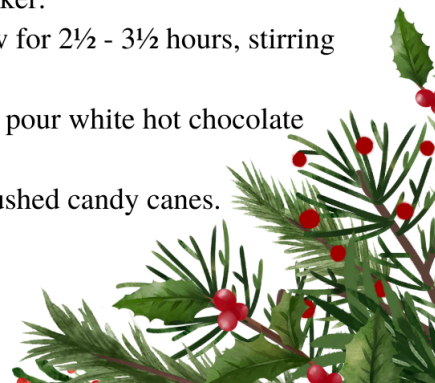 ker.
w for 2½ - 3½ hours, stirring
pour white hot chocolate
ushed candy canes.